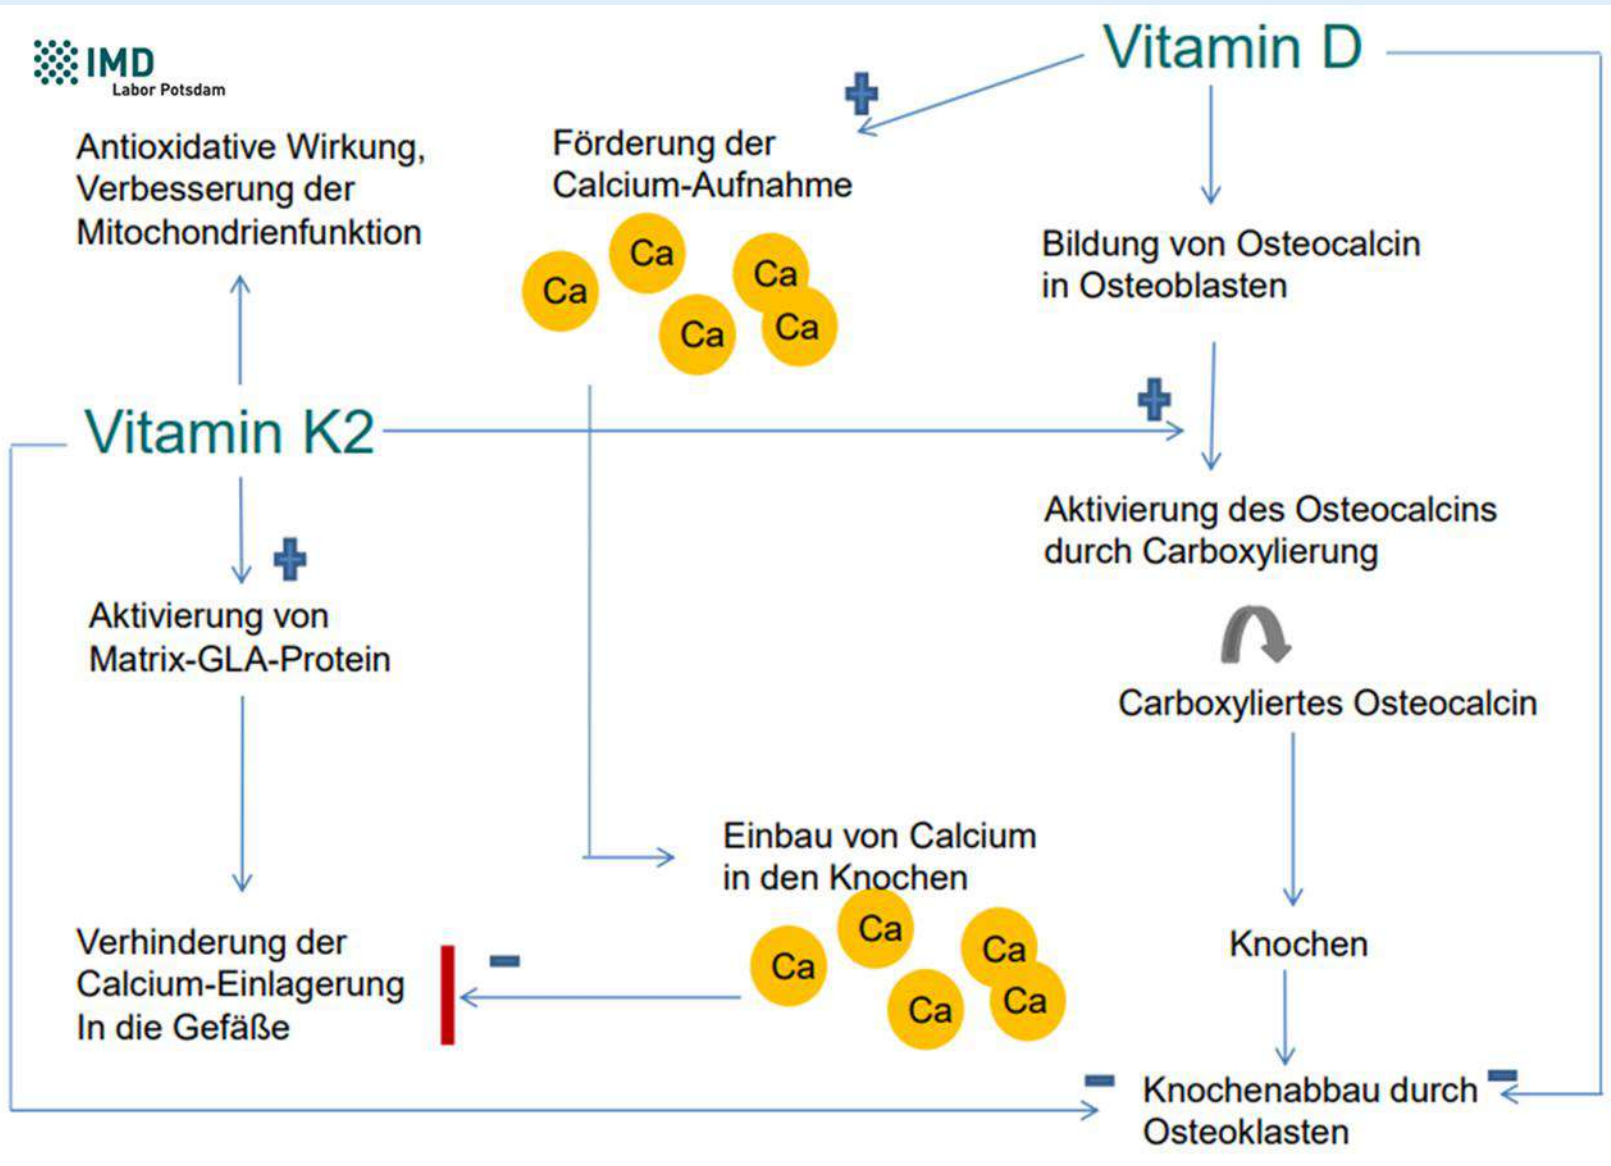 IMD
Labor Potsdam
Vitamin D
+
Förderung der
Calcium-Aufnahme
Ca
Ca
Ca
Ca
Ca
Antioxidative Wirkung,
Verbesserung der
Mitochondrienfunktion
Bildung von Osteocalcin
in Osteoblasten
Vitamin K2
+
Aktivierung des Osteocalcins
durch Carboxylierung
+
Aktivierung von
Matrix-GLA-Protein
Carboxyliertes Osteocalcin
Einbau von Calcium
in den Knochen
Ca
Ca
Ca
Ca
Ca
Verhinderung der
Calcium-Einlagerung
In die Gefäße
-
Knochen
-
Knochenabbau durch
Osteoklasten
-